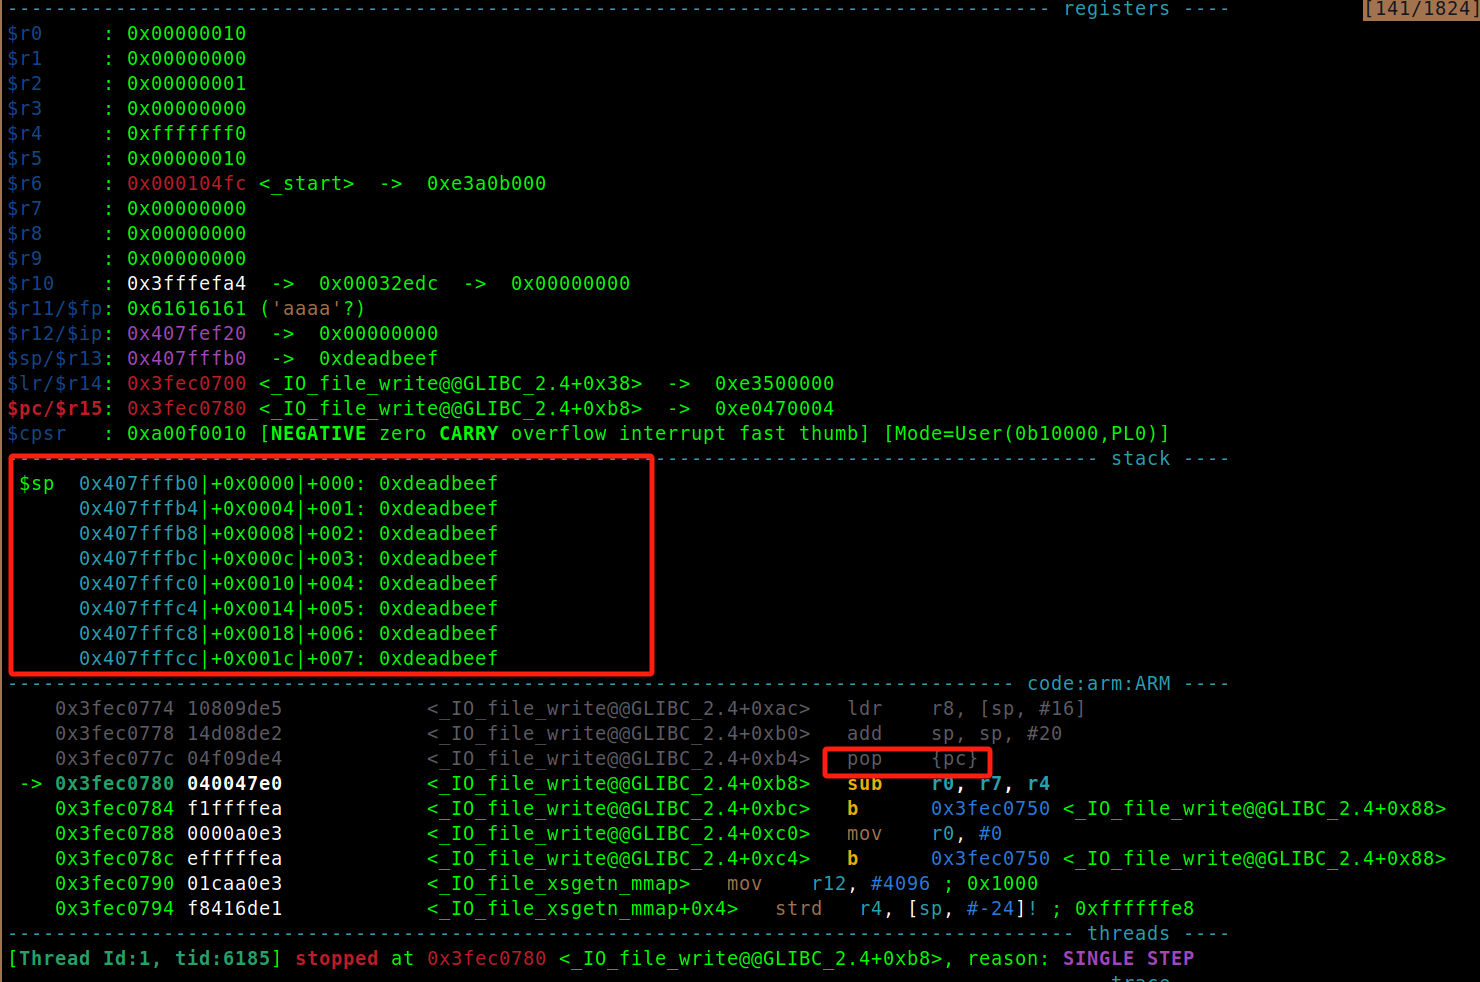 ---------------------------------------------------------------------------------------- registers ---- [141/1824]
$r0     : 0x00000010
$r1     : 0x00000000
$r2     : 0x00000001
$r3     : 0x00000000
$r4     : 0xfffffff0
$r5     : 0x00000010
$r6     : 0x000104fc <_start>  ->  0xe3a0b000
$r7     : 0x00000000
$r8     : 0x00000000
$r9     : 0x00000000
$r10    : 0x3fffefa4  ->  0x00032edc  ->  0x00000000
$r11/$fp: 0x61616161 ('aaaa'?)
$r12/$ip: 0x407fef20  ->  0x00000000
$sp/$r13: 0x407fffb0  ->  0xdeadbeef
$lr/$r14: 0x3fec0700 <_IO_file_write@@GLIBC_2.4+0x38>  ->  0xe3500000
$pc/$r15: 0x3fec0780 <_IO_file_write@@GLIBC_2.4+0xb8>  ->  0xe0470004
$cpsr   : 0xa00f0010 [NEGATIVE zero CARRY overflow interrupt fast thumb] [Mode=User(0b10000,PL0)]
-------------------------------------------------------------------------------------------- stack ----
 $sp  0x407fffb0|+0x0000|+000: 0xdeadbeef
      0x407fffb4|+0x0004|+001: 0xdeadbeef
      0x407fffb8|+0x0008|+002: 0xdeadbeef
      0x407fffbc|+0x000c|+003: 0xdeadbeef
      0x407fffc0|+0x0010|+004: 0xdeadbeef
      0x407fffc4|+0x0014|+005: 0xdeadbeef
      0x407fffc8|+0x0018|+006: 0xdeadbeef
      0x407fffcc|+0x001c|+007: 0xdeadbeef
------------------------------------------------------------------------------------- code:arm:ARM ----
    0x3fec0774 10809de5            <_IO_file_write@@GLIBC_2.4+0xac>   ldr    r8, [sp, #16]
    0x3fec0778 14d08de2            <_IO_file_write@@GLIBC_2.4+0xb0>   add    sp, sp, #20
    0x3fec077c 04f09de4            <_IO_file_write@@GLIBC_2.4+0xb4>   pop    {pc}
 -> 0x3fec0780 040047e0            <_IO_file_write@@GLIBC_2.4+0xb8>   sub    r0, r7, r4
    0x3fec0784 f1ffffea            <_IO_file_write@@GLIBC_2.4+0xbc>   b      0x3fec0750 <_IO_file_write@@GLIBC_2.4+0x88>
    0x3fec0788 0000a0e3            <_IO_file_write@@GLIBC_2.4+0xc0>   mov    r0, #0
    0x3fec078c efffffea            <_IO_file_write@@GLIBC_2.4+0xc4>   b      0x3fec0750 <_IO_file_write@@GLIBC_2.4+0x88>
    0x3fec0790 01caa0e3            <_IO_file_xsgetn_mmap>   mov    r12, #4096 ; 0x1000
    0x3fec0794 f8416de1            <_IO_file_xsgetn_mmap+0x4>   strd   r4, [sp, #-24]! ; 0xffffffe8
------------------------------------------------------------------------------------------ threads ----
[Thread Id:1, tid:6185] stopped at 0x3fec0780 <_IO_file_write@@GLIBC_2.4+0xb8>, reason: SINGLE STEP
-------------------------------------------------------------------------------------------- trace ----